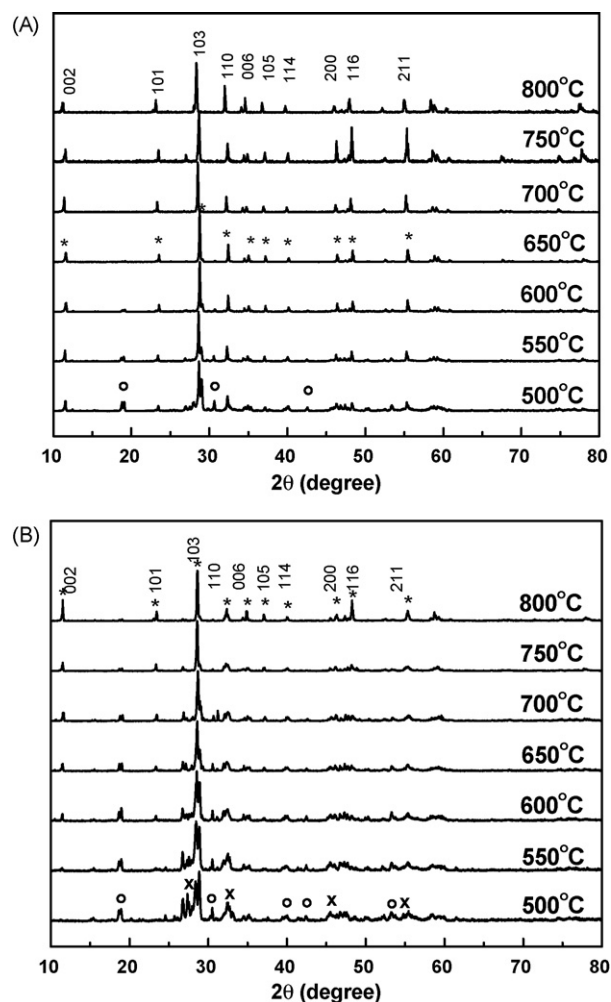 (A)
002 101 103 110 006 105 114 200 116 211
800°C
750°C
700°C
* * * * * * * * * *
650°C
600°C
550°C
o o o
500°C
10 20 30 40 50 60 70 80
2θ (degree)
(B)
002 101 103 110 006 105 114 200 116 211
* * * * * * * * * *
800°C
750°C
700°C
650°C
600°C
550°C
o x o x o o x o x
500°C
10 20 30 40 50 60 70 80
2θ (degree)